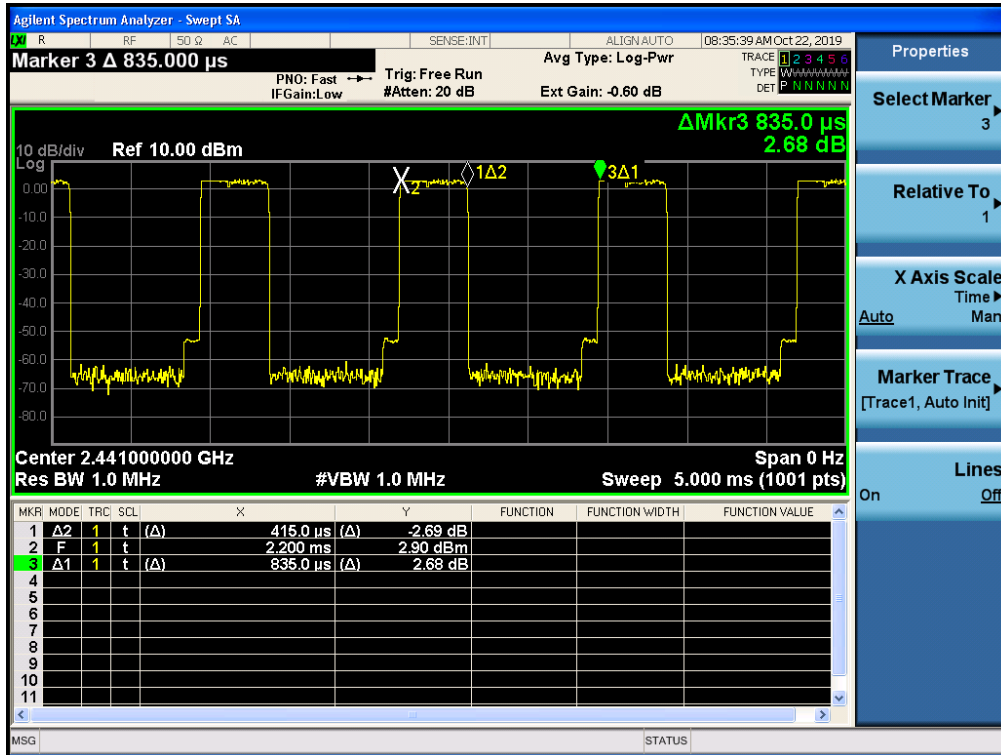 Agilent Spectrum Analyzer - Swept SA
LXI R RF 50 Ω AC SENSE:INT ALIGN AUTO 08:35:39 AM Oct 22, 2019
Marker 3 Δ 835.000 µs
PNO: Fast
IFGain:Low
Trig: Free Run
#Atten: 20 dB
Avg Type: Log-Pwr
Ext Gain: -0.60 dB
TRACE 1 2 3 4 5 6
TYPE W
DET P N N N N N
ΔMkr3 835.0 µs
2.68 dB
10 dB/div Ref 10.00 dBm
Log
0.00
-10.0
-20.0
-30.0
-40.0
-50.0
-60.0
-70.0
-80.0
X2
1Δ2
3Δ1
Center 2.441000000 GHz Span 0 Hz
Res BW 1.0 MHz #VBW 1.0 MHz Sweep 5.000 ms (1001 pts)
MKR MODE TRC SCL X Y FUNCTION FUNCTION WIDTH FUNCTION VALUE
1 Δ2 1 t (Δ) 415.0 µs (Δ) -2.69 dB
2 F 1 t 2.200 ms 2.90 dBm
3 Δ1 1 t (Δ) 835.0 µs (Δ) 2.68 dB
4
5
6
7
8
9
10
11
MSG STATUS
Properties
Select Marker
3
Relative To
1
X Axis Scale
Time
Auto Man
Marker Trace
[Trace1, Auto Init]
Lines
On Off